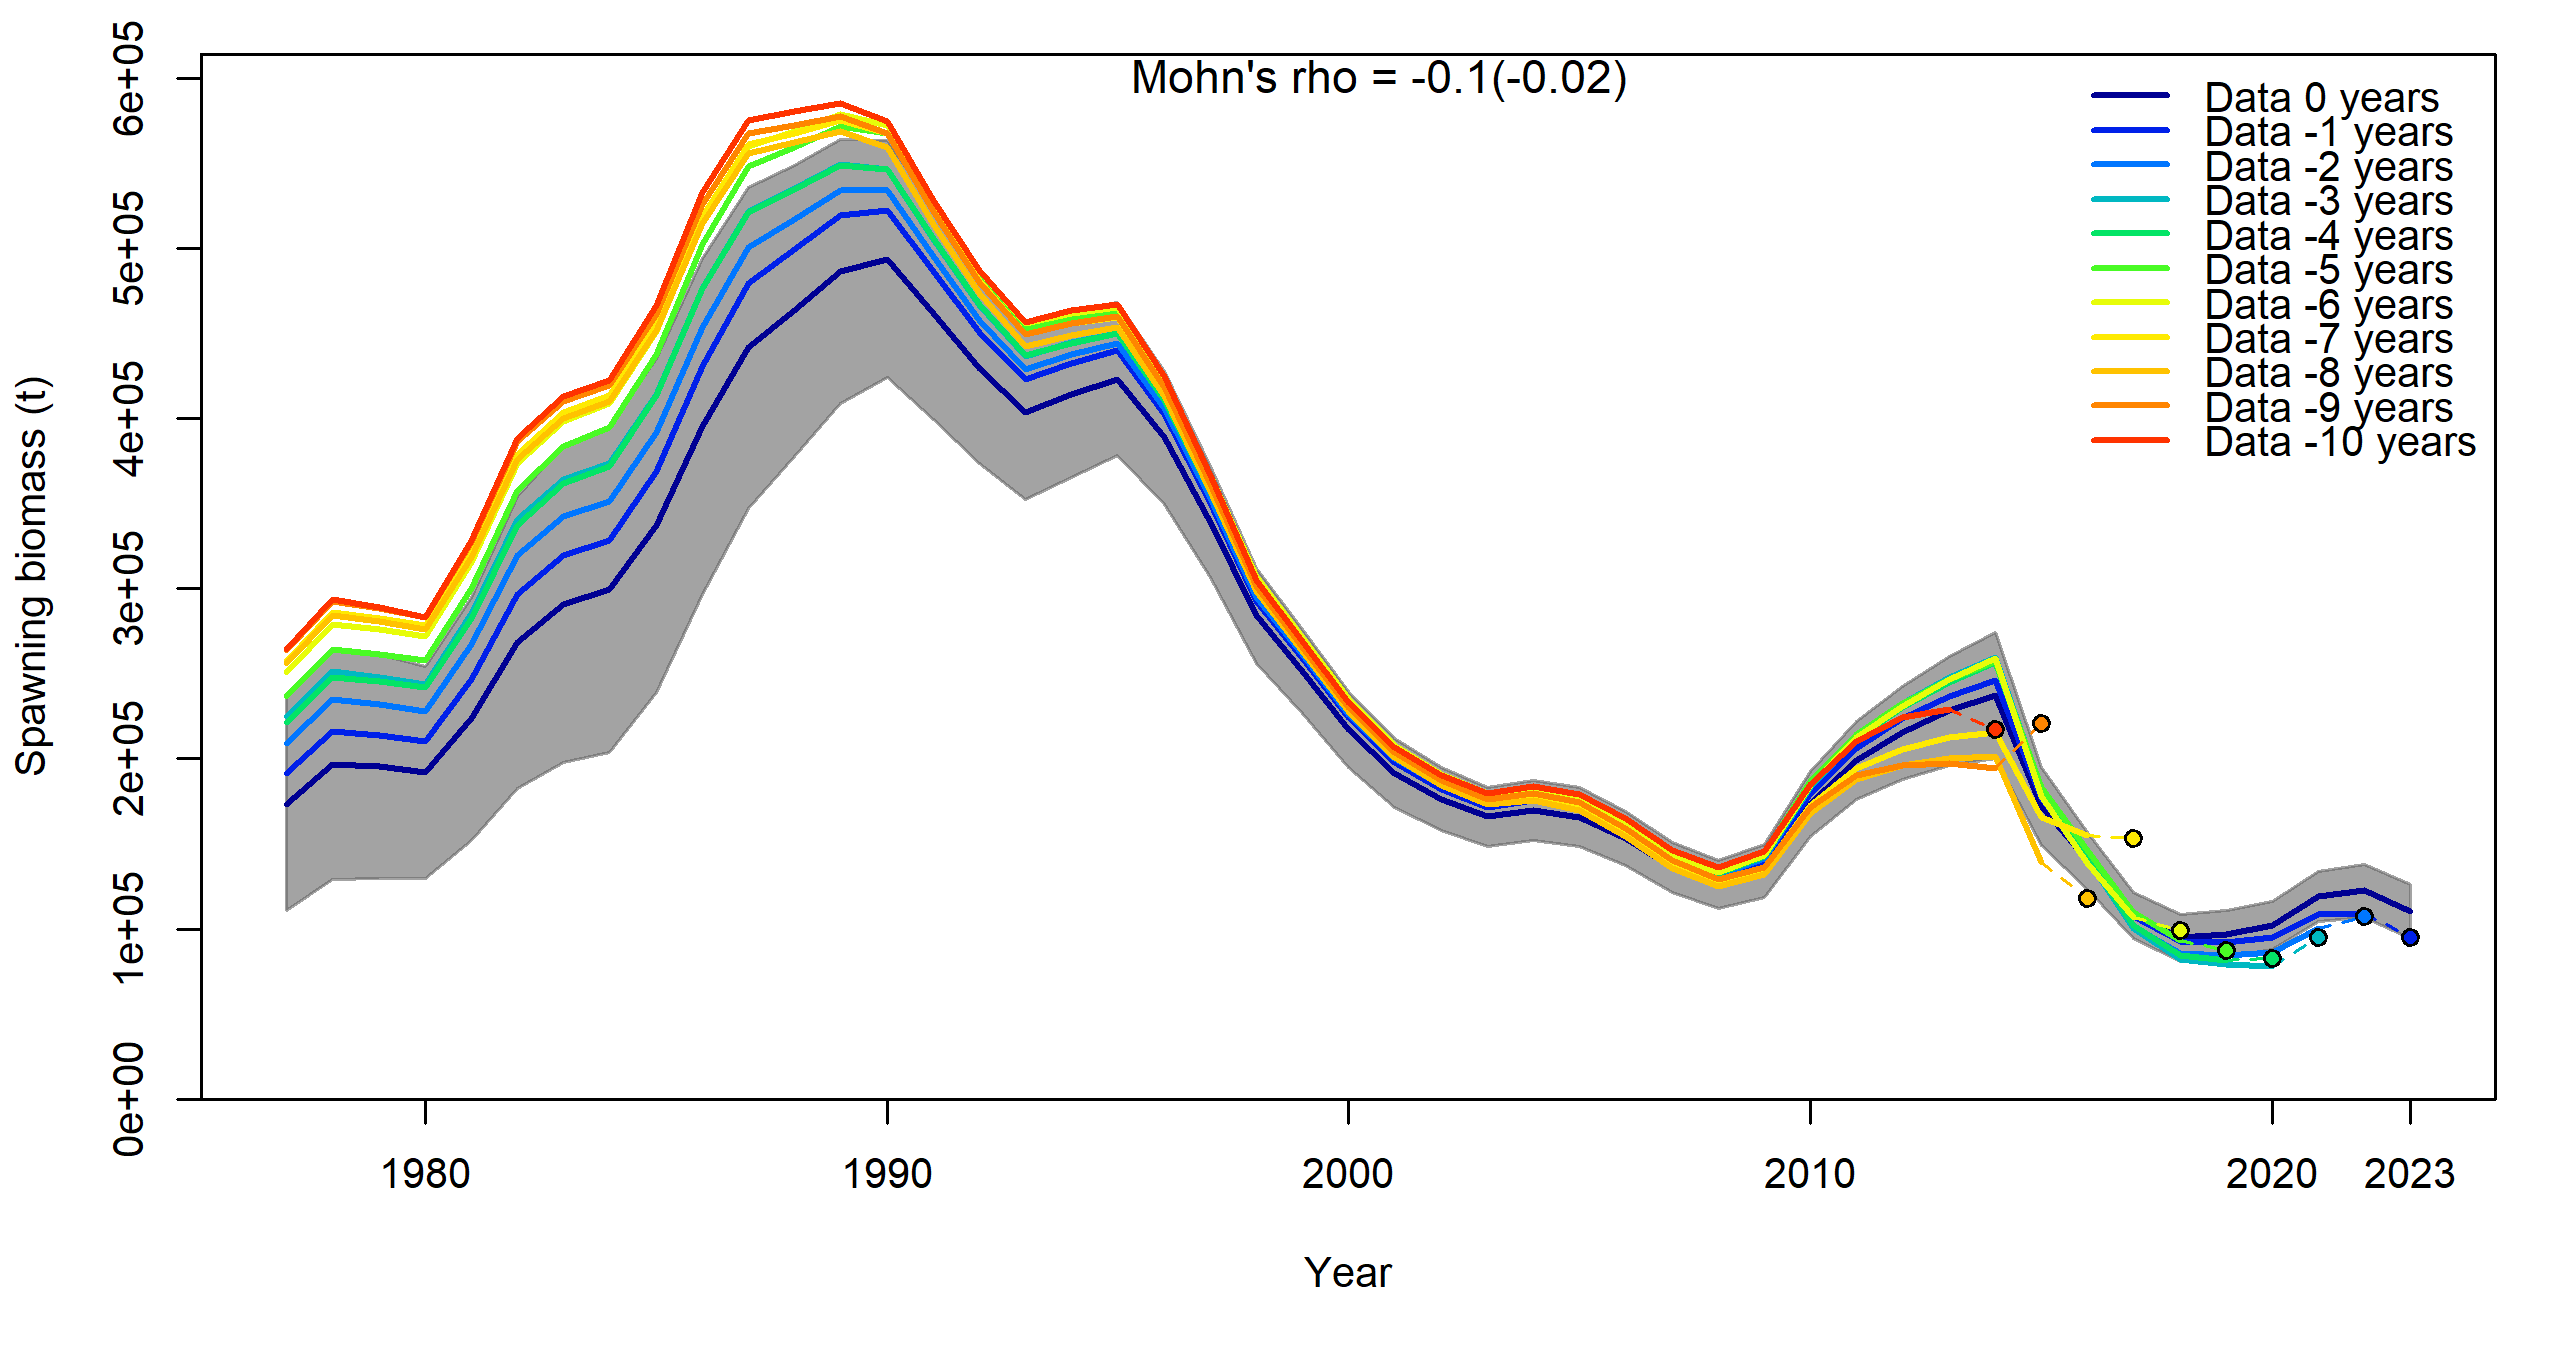 Mohn's rho = -0.1(-0.02)
Data 0 years
Data -1 years
Data -2 years
Data -3 years
Data -4 years
Data -5 years
Data -6 years
Data -7 years
Data -8 years
Data -9 years
Data -10 years
Spawning biomass (t)
6e+05
5e+05
4e+05
3e+05
2e+05
1e+05
0e+00
1980 1990 2000 2010 2020 2023
Year